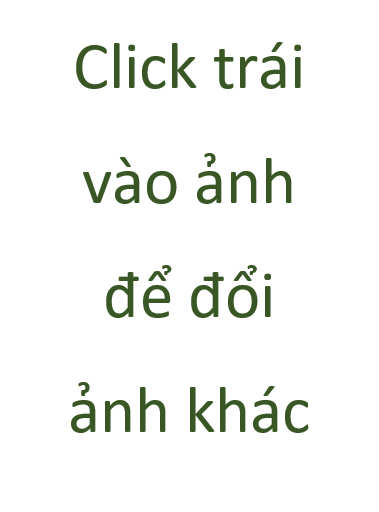 Click trái
vào ảnh
để đổi
ảnh khác